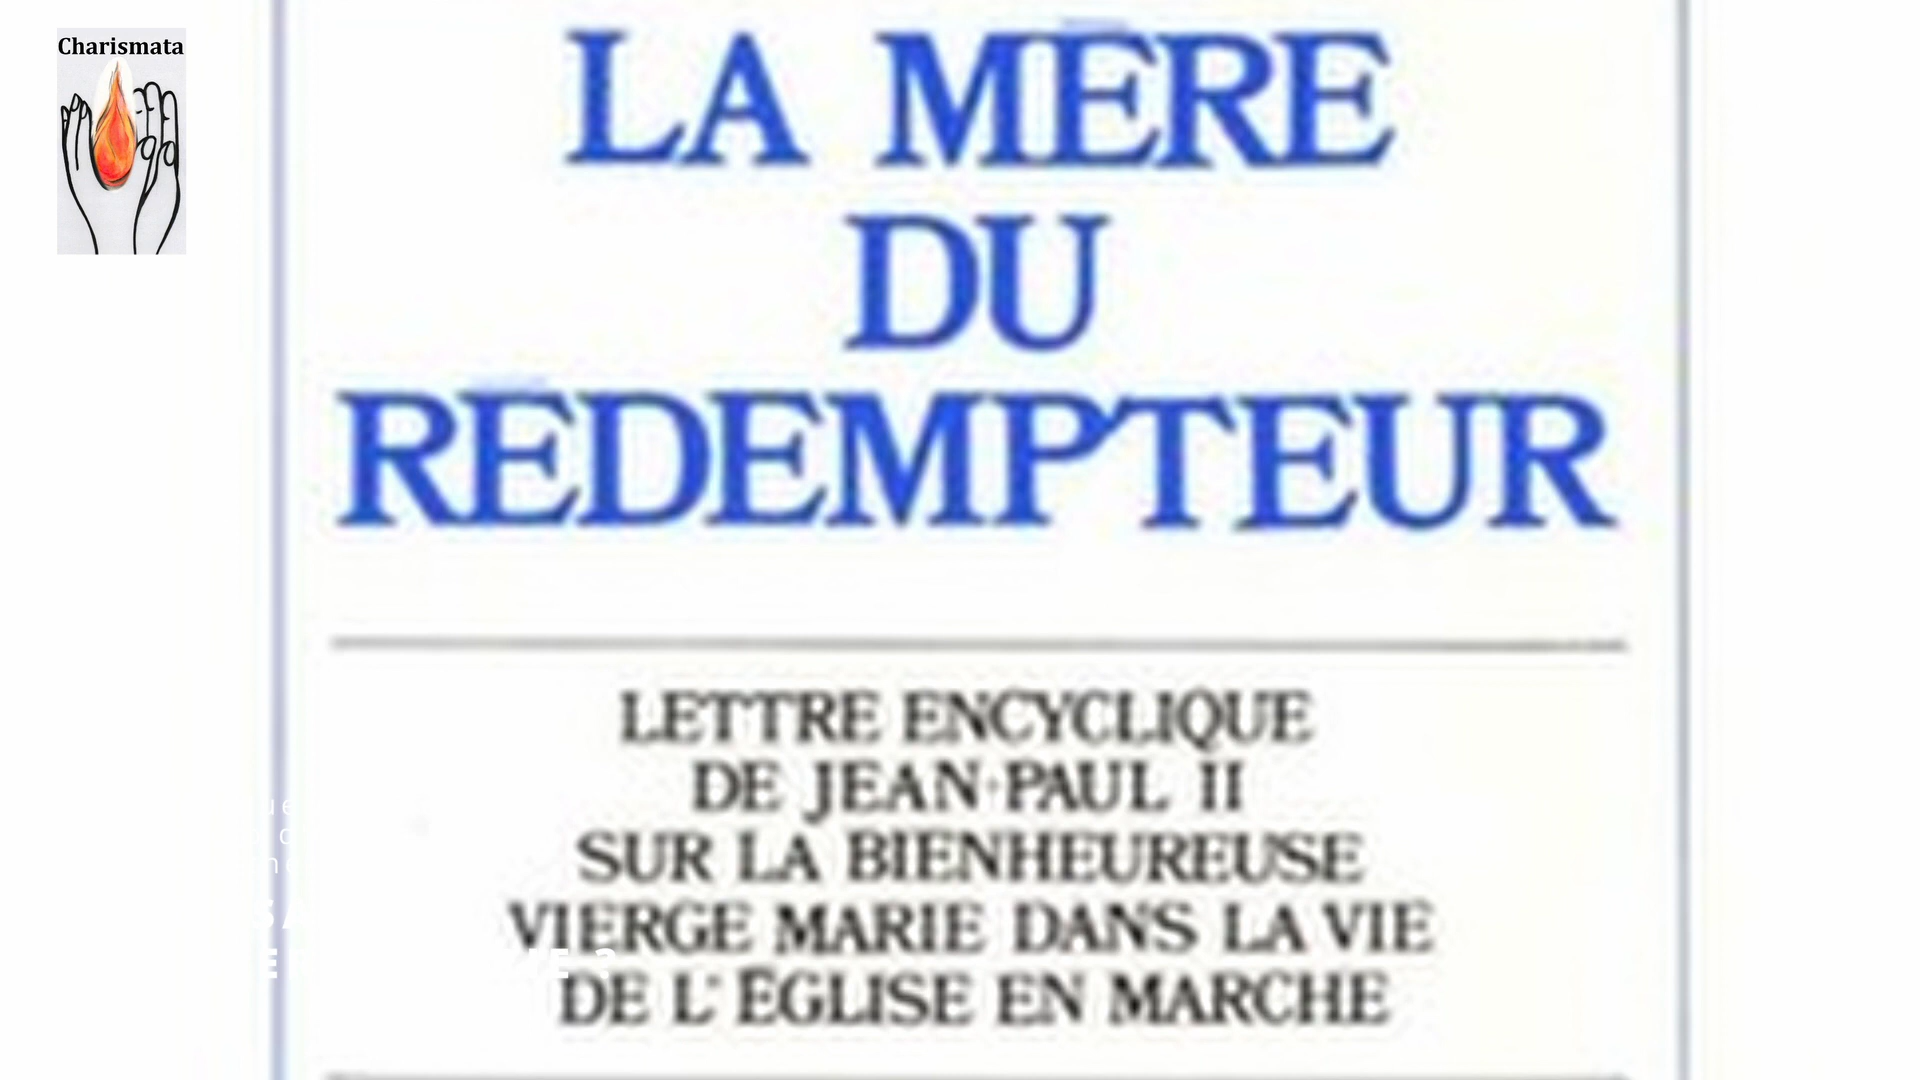 Charismata
LA MÈRE
DU
RÉDEMPTEUR
LETTRE ENCYCLIQUE
DE JEAN-PAUL II
SUR LA BIENHEUREUSE
VIERGE MARIE DANS LA VIE
DE L'ÉGLISE EN MARCHE